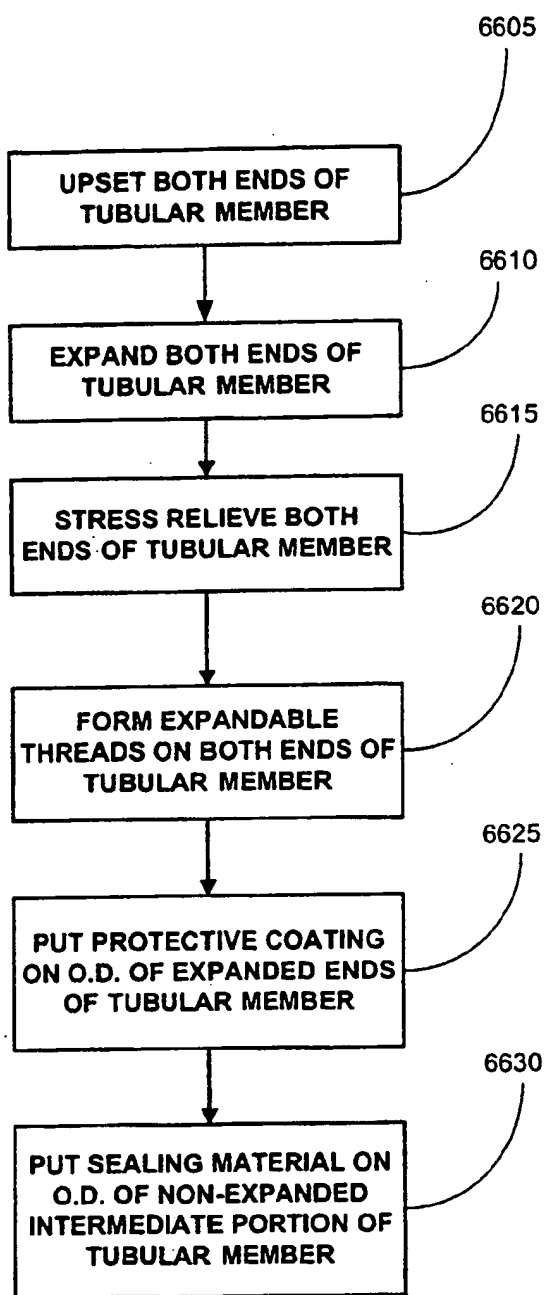 6605
UPSET BOTH ENDS OF
TUBULAR MEMBER
6610
EXPAND BOTH ENDS OF
TUBULAR MEMBER
6615
STRESS RELIEVE BOTH
ENDS OF TUBULAR MEMBER
6620
FORM EXPANDABLE
THREADS ON BOTH ENDS OF
TUBULAR MEMBER
6625
PUT PROTECTIVE COATING
ON O.D. OF EXPANDED ENDS
OF TUBULAR MEMBER
6630
PUT SEALING MATERIAL ON
O.D. OF NON-EXPANDED
INTERMEDIATE PORTION OF
TUBULAR MEMBER